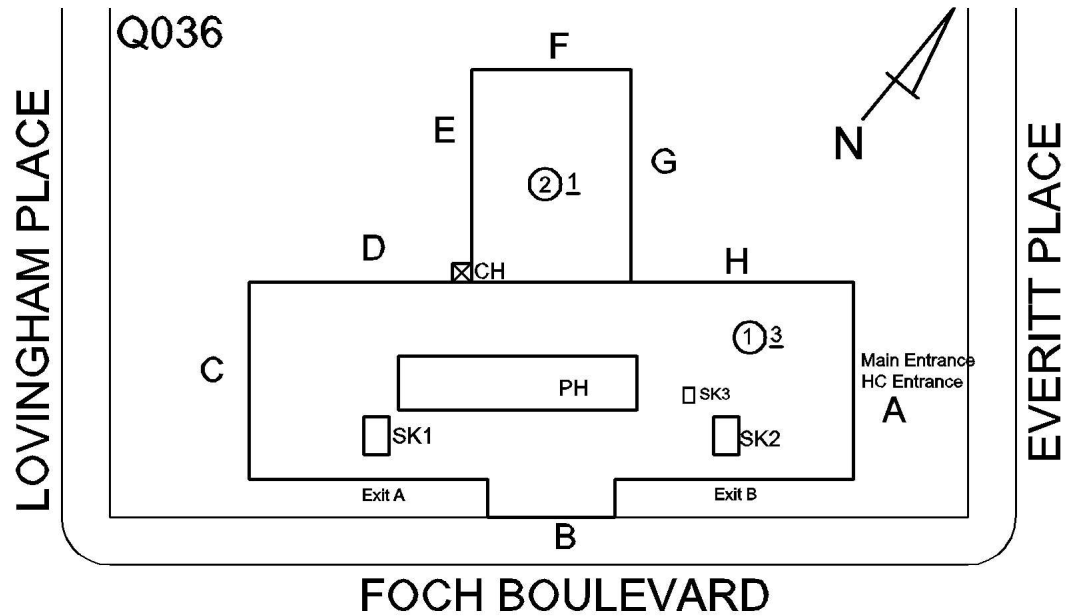 Q036
F
E
G
N
2 1
D
CH
H
LOVINGHAM PLACE
EVERITT PLACE
1 3
C
Main Entrance
HC Entrance
A
PH
SK3
SK1
SK2
Exit A
Exit B
B
FOCH BOULEVARD